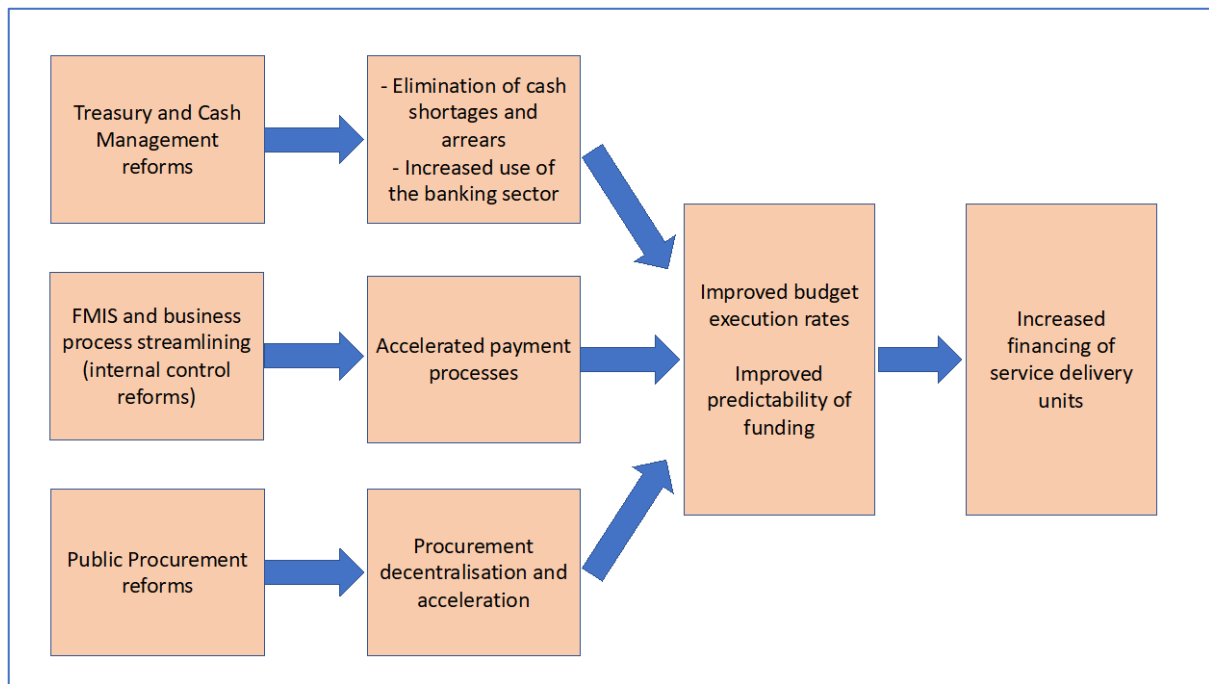 Treasury and Cash
Management
reforms
- Elimination of cash
shortages and
arrears
- Increased use of
the banking sector
FMIS and business
process streamlining
(internal control
reforms)
Accelerated payment
processes
Public Procurement
reforms
Procurement
decentralisation and
acceleration
Improved budget
execution rates
Improved
predictability of
funding
Increased
financing of
service delivery
units